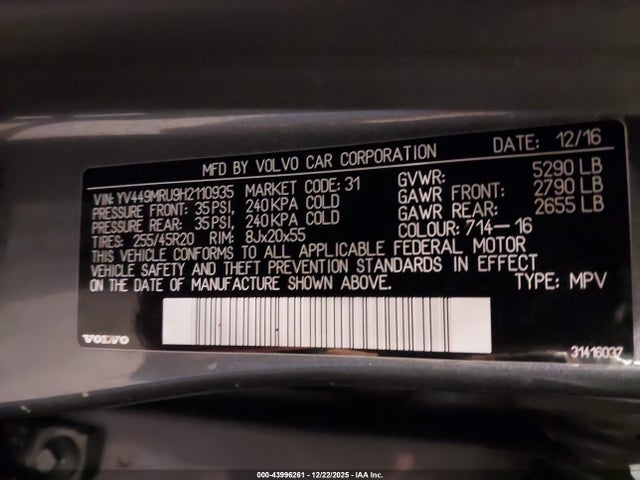 MFD BY VOLVO CAR CORPORATION DATE: 12/16
VIN: YV449MRU9H2110935 MARKET CODE: 31 GVWR: 5290 LB
PRESSURE FRONT: 35PSI, 240KPA COLD GAWR FRONT: 2790 LB
PRESSURE REAR: 35PSI, 240KPA COLD GAWR REAR: 2655 LB
TIRES: 255/45R20 RIM: 8Jx20x55 COLOUR: 714-16
THIS VEHICLE CONFORMS TO ALL APPLICABLE FEDERAL MOTOR
VEHICLE SAFETY AND THEFT PREVENTION STANDARDS IN EFFECT
ON THE DATE OF MANUFACTURE SHOWN ABOVE. TYPE: MPV
VOLVO 31416037
000-43996261 - 12/22/2025 - IAA Inc.